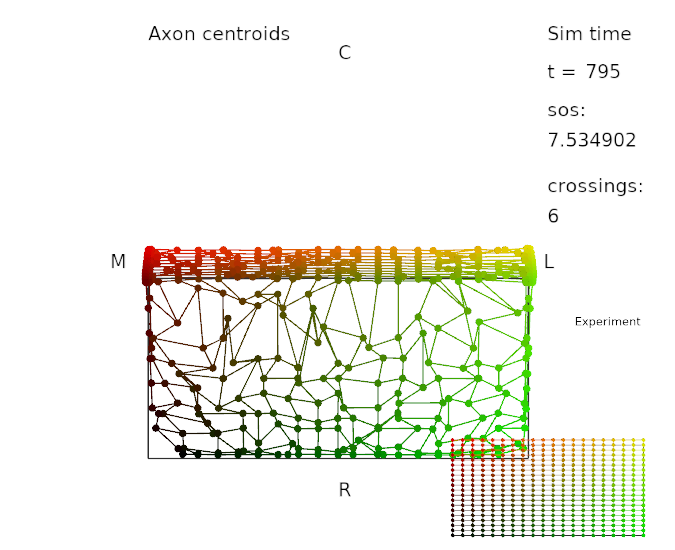 Axon centroids
C
Sim time
t = 795
sos:
7.534902
crossings:
6
M
L
Experiment
R